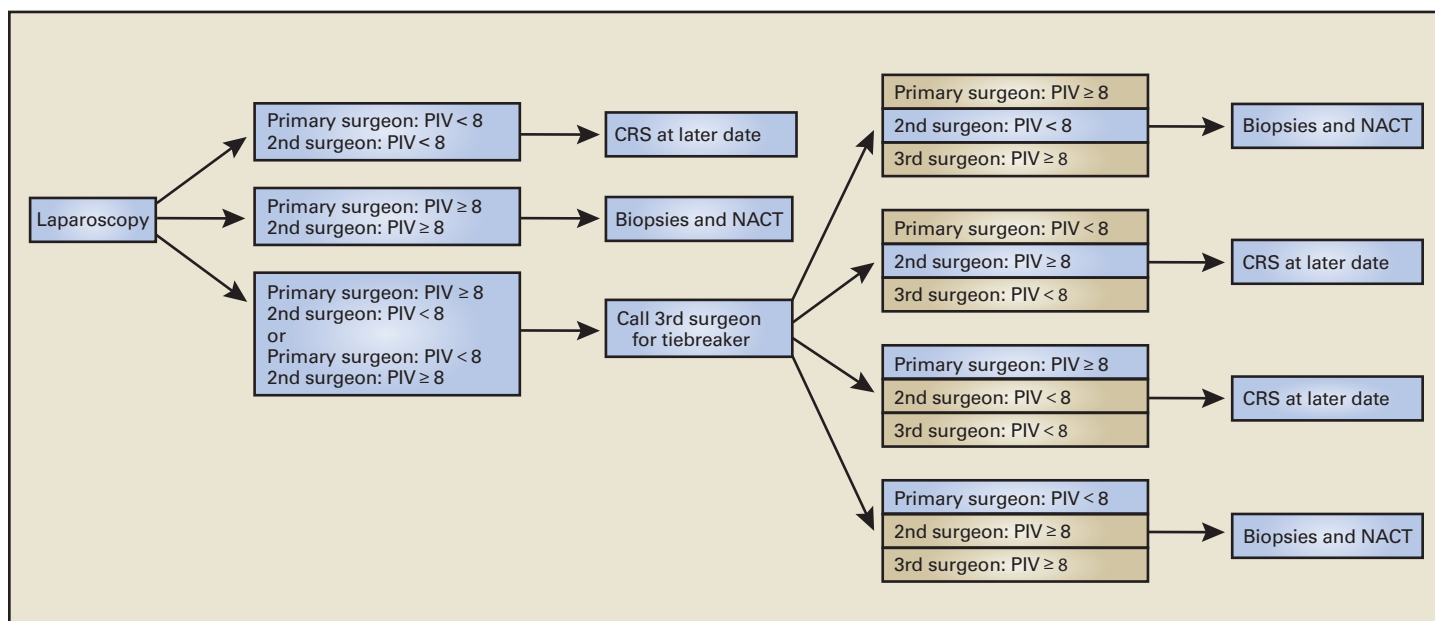 Laparoscopy
Primary surgeon: PIV < 8
2nd surgeon: PIV < 8
CRS at later date
Primary surgeon: PIV ≥ 8
2nd surgeon: PIV ≥ 8
Biopsies and NACT
Primary surgeon: PIV ≥ 8
2nd surgeon: PIV < 8
or
Primary surgeon: PIV < 8
2nd surgeon: PIV ≥ 8
Call 3rd surgeon
for tiebreaker
Primary surgeon: PIV ≥ 8
2nd surgeon: PIV < 8
3rd surgeon: PIV ≥ 8
Biopsies and NACT
Primary surgeon: PIV < 8
2nd surgeon: PIV ≥ 8
3rd surgeon: PIV < 8
CRS at later date
Primary surgeon: PIV ≥ 8
2nd surgeon: PIV < 8
3rd surgeon: PIV < 8
CRS at later date
Primary surgeon: PIV < 8
2nd surgeon: PIV ≥ 8
3rd surgeon: PIV ≥ 8
Biopsies and NACT